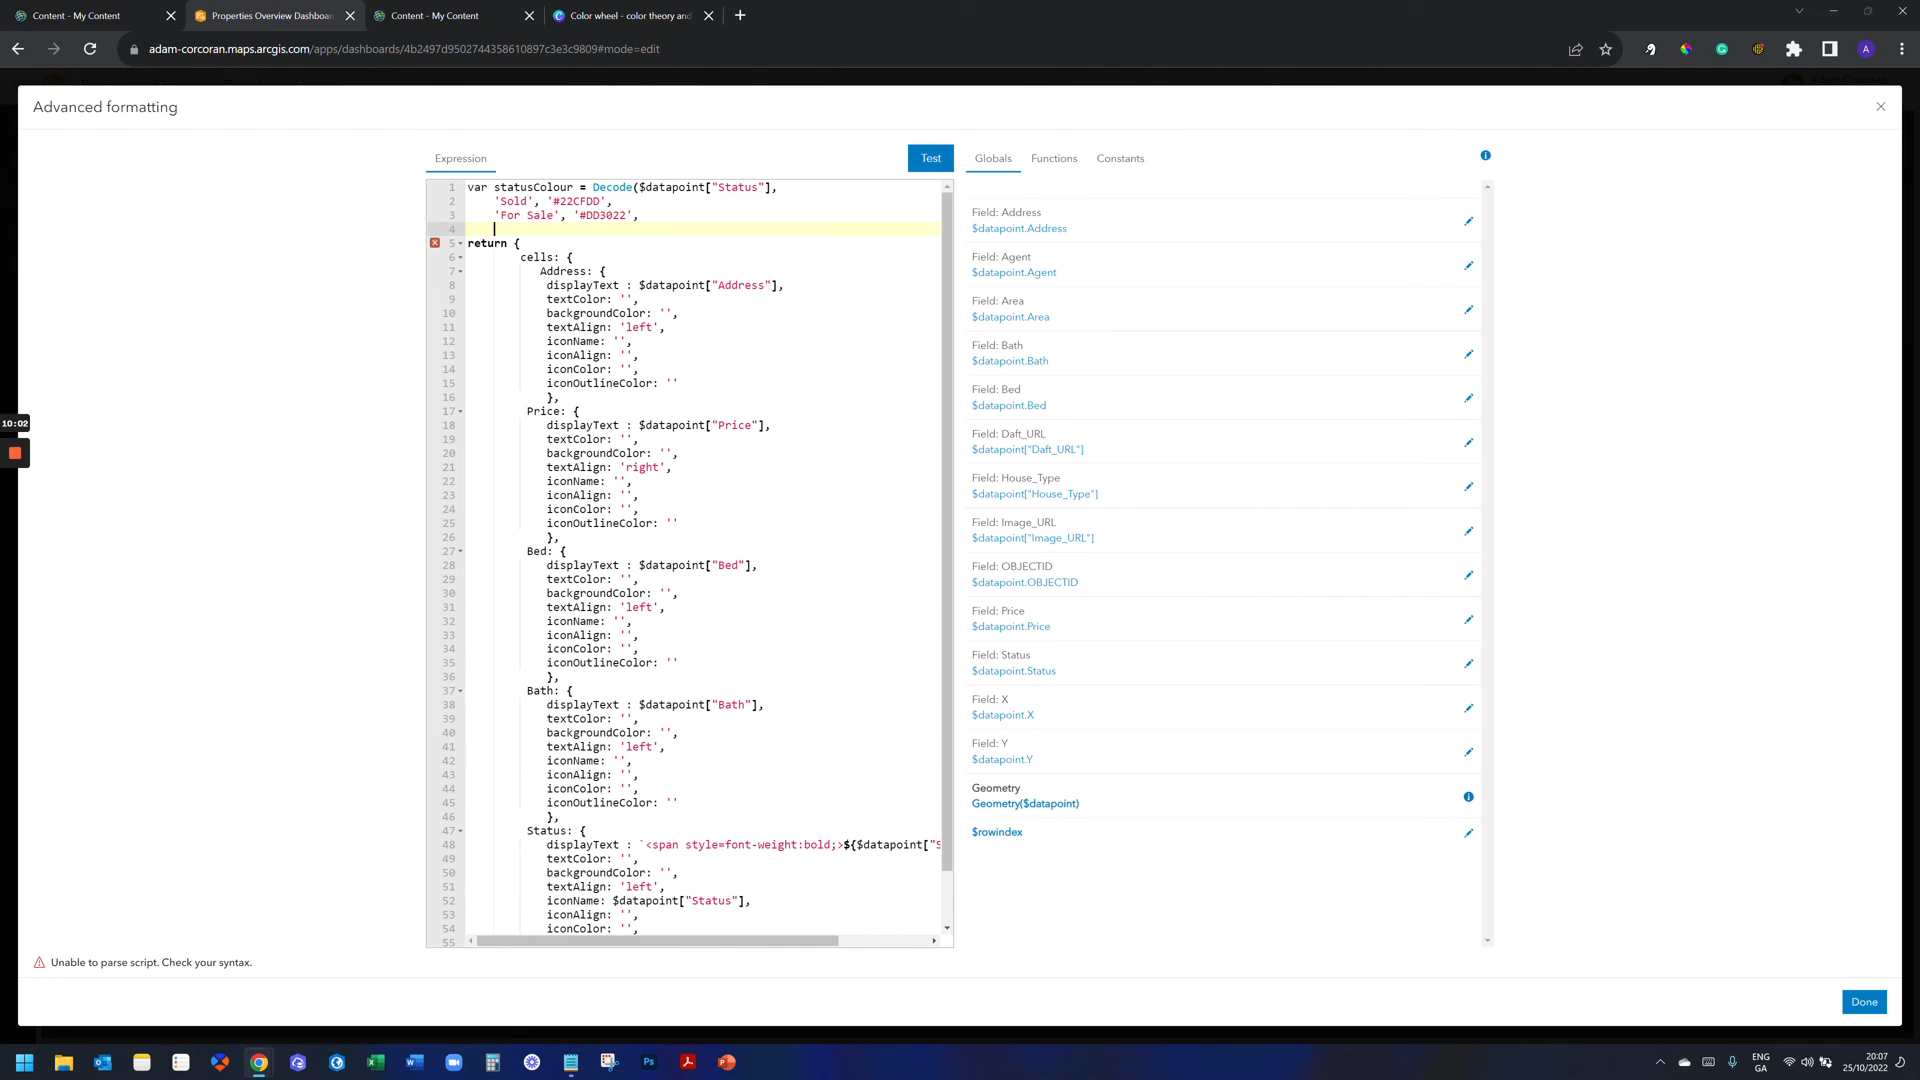 Content - My Content
Properties Overview Dashboar
Content - My Content
Color wheel - color theory and
adam-corcoran.maps.arcgis.com/apps/dashboards/4b2497d9502744358610897c3e3c9809#mode=edit
A
Advanced formatting
Expression
Test
Globals
Functions
Constants
1 var statusColour = Decode($datapoint["Status"],
2 'Sold', '#22CFDD',
3 'For Sale', '#DD3022',
4
5 return {
6 cells: {
7 Address: {
8 displayText : $datapoint["Address"],
9 textColor: '',
10 backgroundColor: '',
11 textAlign: 'left',
12 iconName: '',
13 iconAlign: '',
14 iconColor: '',
15 iconOutlineColor: ''
16 },
17 Price: {
18 displayText : $datapoint["Price"],
19 textColor: '',
20 backgroundColor: '',
21 textAlign: 'right',
22 iconName: '',
23 iconAlign: '',
24 iconColor: '',
25 iconOutlineColor: ''
26 },
27 Bed: {
28 displayText : $datapoint["Bed"],
29 textColor: '',
30 backgroundColor: '',
31 textAlign: 'left',
32 iconName: '',
33 iconAlign: '',
34 iconColor: '',
35 iconOutlineColor: ''
36 },
37 Bath: {
38 displayText : $datapoint["Bath"],
39 textColor: '',
40 backgroundColor: '',
41 textAlign: 'left',
42 iconName: '',
43 iconAlign: '',
44 iconColor: '',
45 iconOutlineColor: ''
46 },
47 Status: {
48 displayText : `<span style=font-weight:bold;>${$datapoint["S
49 textColor: '',
50 backgroundColor: '',
51 textAlign: 'left',
52 iconName: $datapoint["Status"],
53 iconAlign: '',
54 iconColor: '',
55
Field: Address
$datapoint.Address
Field: Agent
$datapoint.Agent
Field: Area
$datapoint.Area
Field: Bath
$datapoint.Bath
Field: Bed
$datapoint.Bed
Field: Daft_URL
$datapoint["Daft_URL"]
Field: House_Type
$datapoint["House_Type"]
Field: Image_URL
$datapoint["Image_URL"]
Field: OBJECTID
$datapoint.OBJECTID
Field: Price
$datapoint.Price
Field: Status
$datapoint.Status
Field: X
$datapoint.X
Field: Y
$datapoint.Y
Geometry
Geometry($datapoint)
$rowindex
10:02
Unable to parse script. Check your syntax.
Done
Ps
ENG
GA
20:07
25/10/2022